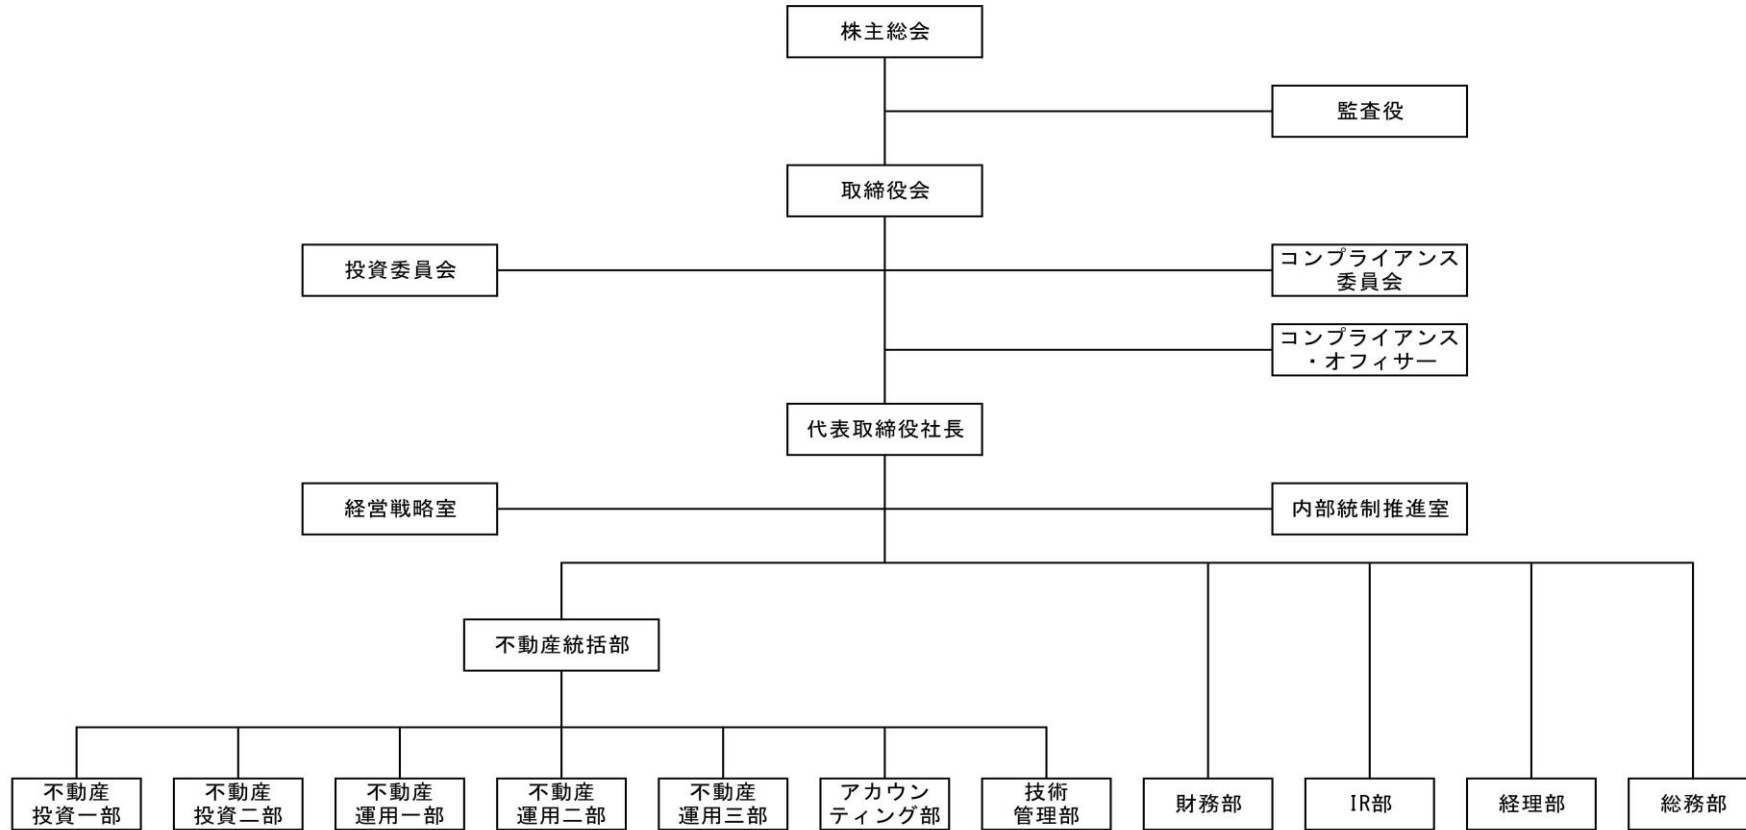 株主総会
監査役
取締役会
投資委員会
コンプライアンス
委員会
コンプライアンス
・オフィサー
代表取締役社長
経営戦略室
内部統制推進室
不動産統括部
不動産
投資一部
不動産
投資二部
不動産
運用一部
不動産
運用二部
不動産
運用三部
アカウン
ティング部
技術
管理部
財務部
IR部
経理部
総務部